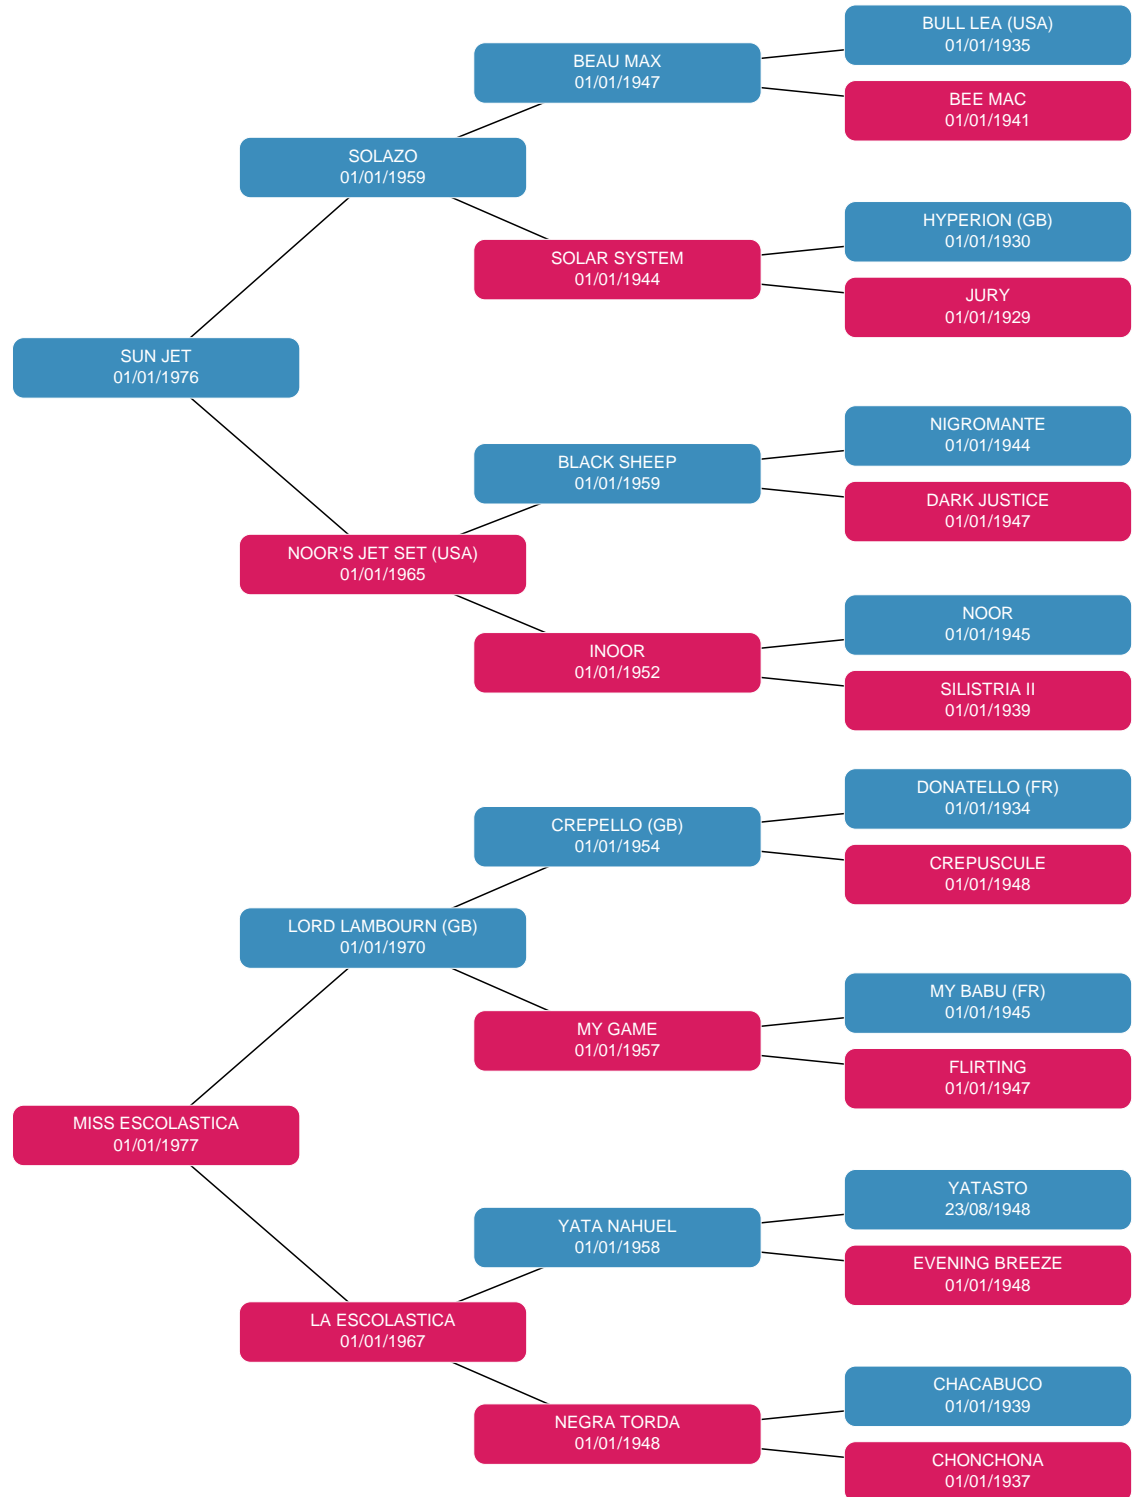 BULL LEA (USA)
01/01/1935
BEAU MAX
01/01/1947
BEE MAC
01/01/1941
SOLAZO
01/01/1959
HYPERION (GB)
01/01/1930
SOLAR SYSTEM
01/01/1944
JURY
01/01/1929
SUN JET
01/01/1976
NIGROMANTE
01/01/1944
BLACK SHEEP
01/01/1959
DARK JUSTICE
01/01/1947
NOOR'S JET SET (USA)
01/01/1965
NOOR
01/01/1945
INOOR
01/01/1952
SILISTRIA II
01/01/1939
DONATELLO (FR)
01/01/1934
CREPELLO (GB)
01/01/1954
CREPUSCULE
01/01/1948
LORD LAMBOURN (GB)
01/01/1970
MY BABU (FR)
01/01/1945
MY GAME
01/01/1957
FLIRTING
01/01/1947
MISS ESCOLASTICA
01/01/1977
YATASTO
23/08/1948
YATA NAHUEL
01/01/1958
EVENING BREEZE
01/01/1948
LA ESCOLASTICA
01/01/1967
CHACABUCO
01/01/1939
NEGRA TORDA
01/01/1948
CHONCHONA
01/01/1937